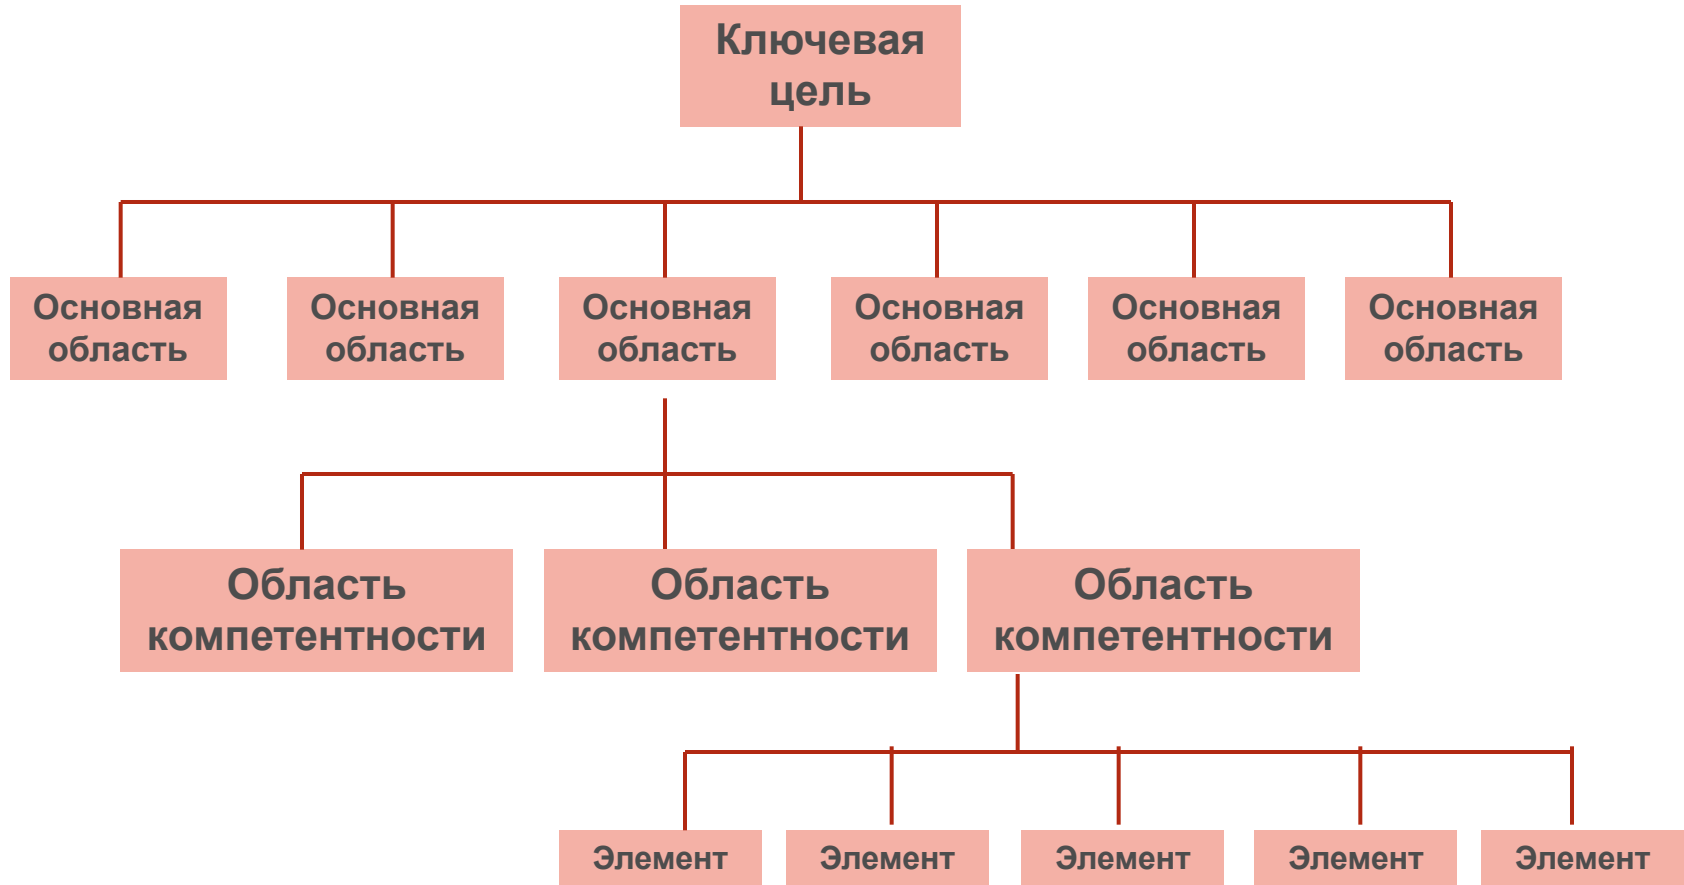 Ключевая
цель
Основная
область
Основная
область
Основная
область
Основная
область
Основная
область
Основная
область
Область
компетентности
Область
компетентности
Область
компетентности
Элемент
Элемент
Элемент
Элемент
Элемент